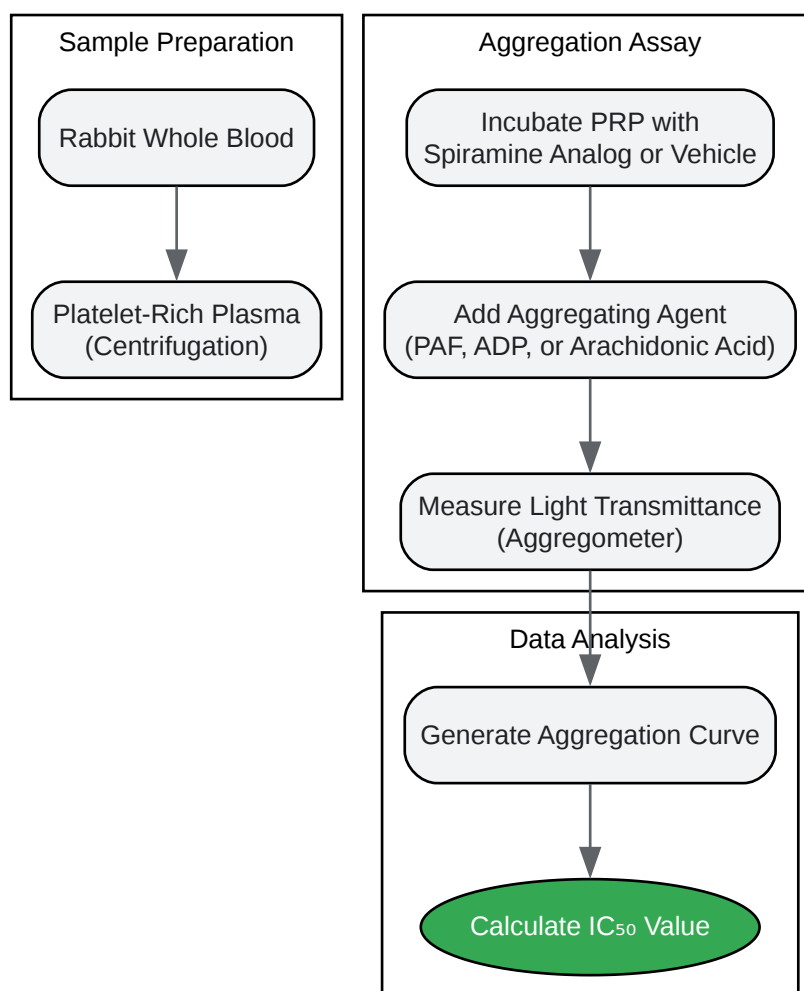 Sample Preparation
Rabbit Whole Blood
Platelet-Rich Plasma
(Centrifugation)
Aggregation Assay
Incubate PRP with
Spiramine Analog or Vehicle
Add Aggregating Agent
(PAF, ADP, or Arachidonic Acid)
Measure Light Transmittance
(Aggregometer)
Data Analysis
Generate Aggregation Curve
Calculate IC₅₀ Value